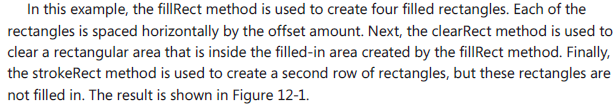 In this example, the fillRect method is used to create four filled rectangles. Each of the
rectangles is spaced horizontally by the offset amount. Next, the clearRect method is used to
clear a rectangular area that is inside the filled-in area created by the fillRect method. Finally,
the strokeRect method is used to create a second row of rectangles, but these rectangles are
not filled in. The result is shown in Figure 12-1.